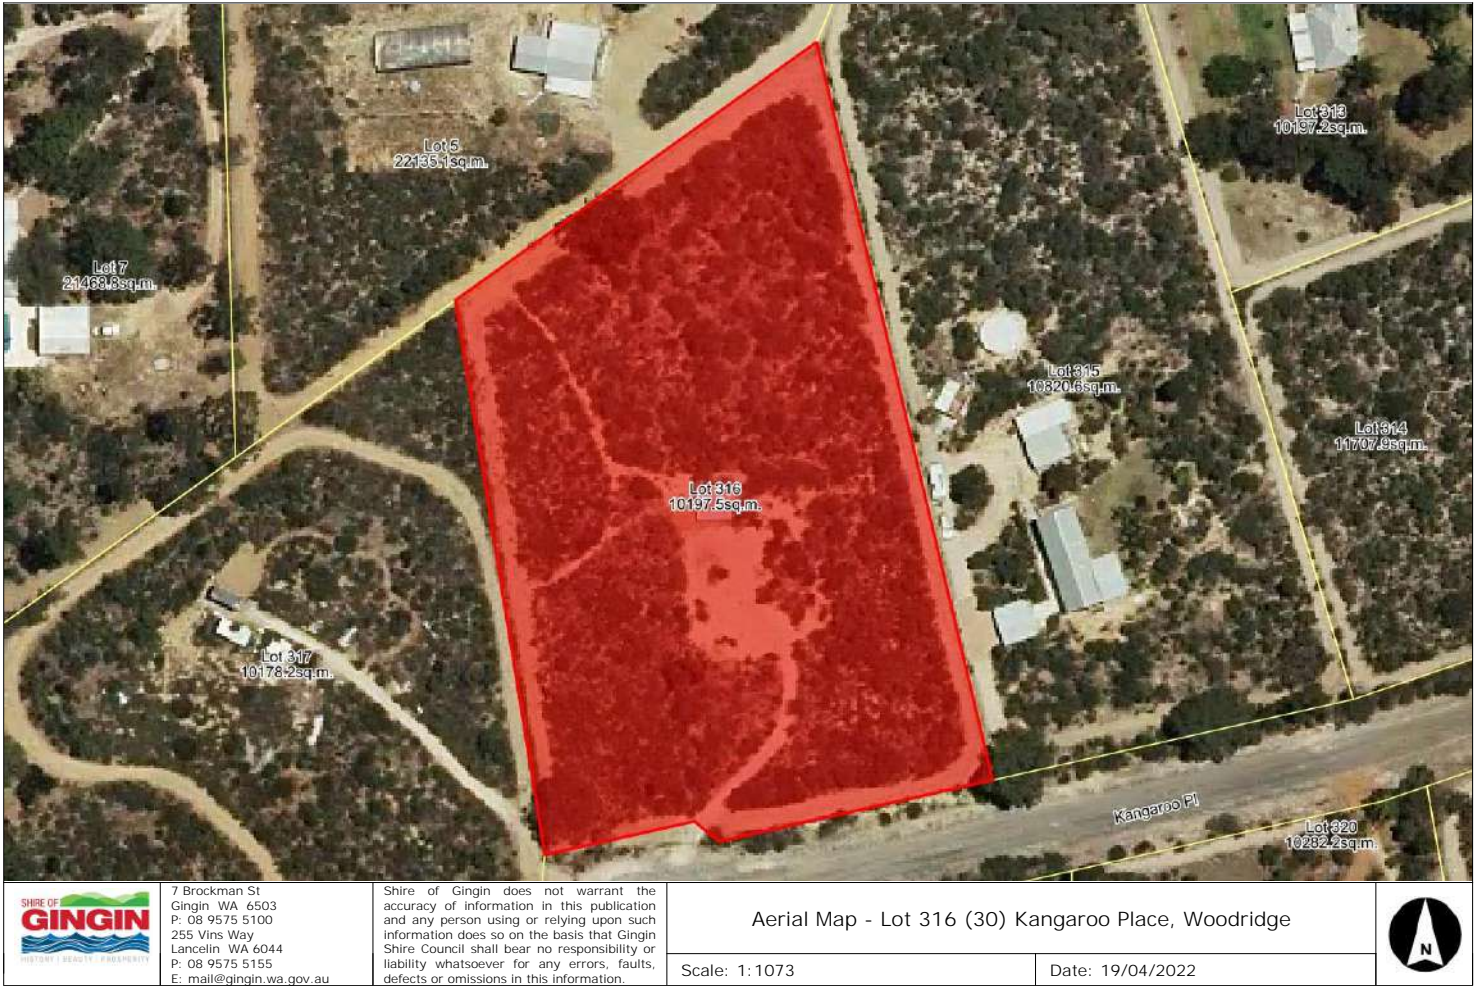 Lot 313
10197.2sq.m.
Lot 5
22135.1sq.m.
Lot 7
21468.8sq.m.
Lot 315
10820.6sq.m.
Lot 314
11707.9sq.m.
Lot 316
10197.5sq.m.
Lot 317
10178.2sq.m.
Kangaroo Pl
Lot 320
10282.2sq.m.
SHIRE OF
GINGIN
HISTORY | BEAUTY | PROSPERITY
7 Brockman St
Gingin WA 6503
P: 08 9575 5100
255 Vins Way
Lancelin WA 6044
P: 08 9575 5155
E: mail@gingin.wa.gov.au
Shire of Gingin does not warrant the
accuracy of information in this publication
and any person using or relying upon such
information does so on the basis that Gingin
Shire Council shall bear no responsibility or
liability whatsoever for any errors, faults,
defects or omissions in this information.
Aerial Map - Lot 316 (30) Kangaroo Place, Woodridge
Scale: 1:1073
Date: 19/04/2022
N